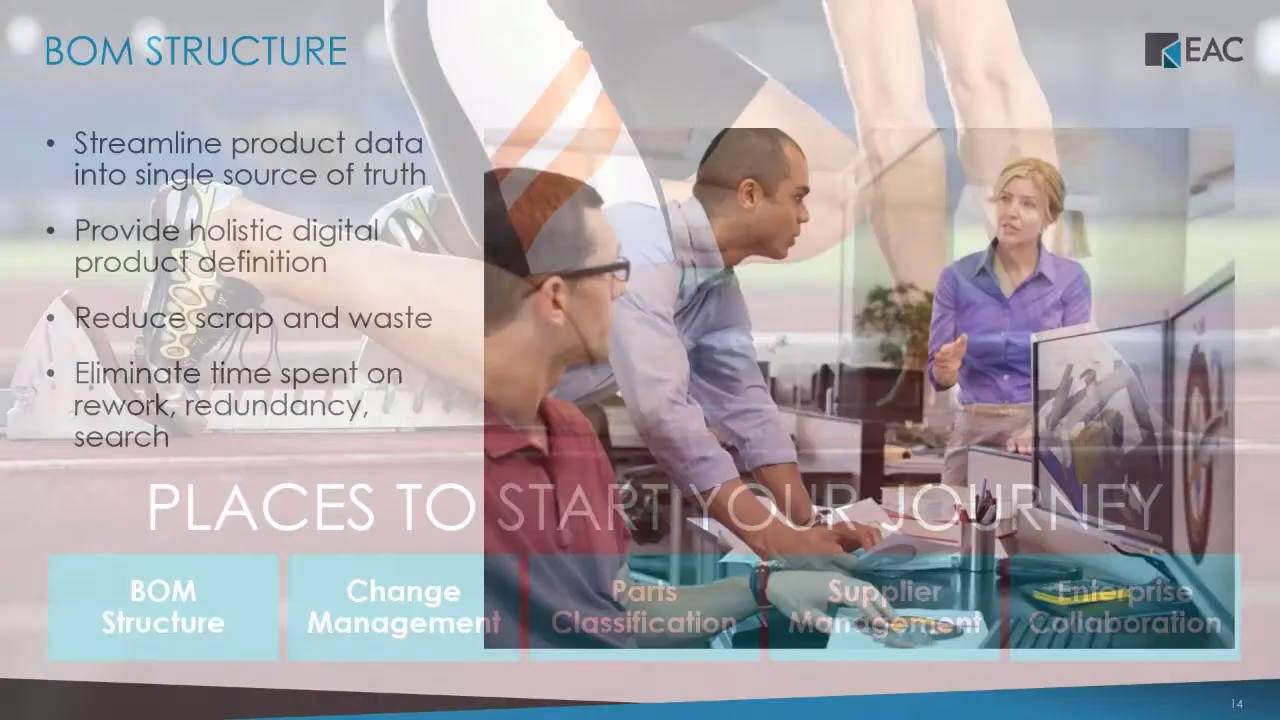 BOM STRUCTURE
EAC
• Streamline product data
into single source of truth
• Provide holistic digital
product definition
• Reduce scrap and waste
• Eliminate time spent on
rework, redundancy,
search
PLACES TO START YOUR JOURNEY
BOM
Structure
Change
Management
Parts
Classification
Supplier
Management
Enterprise
Collaboration
14